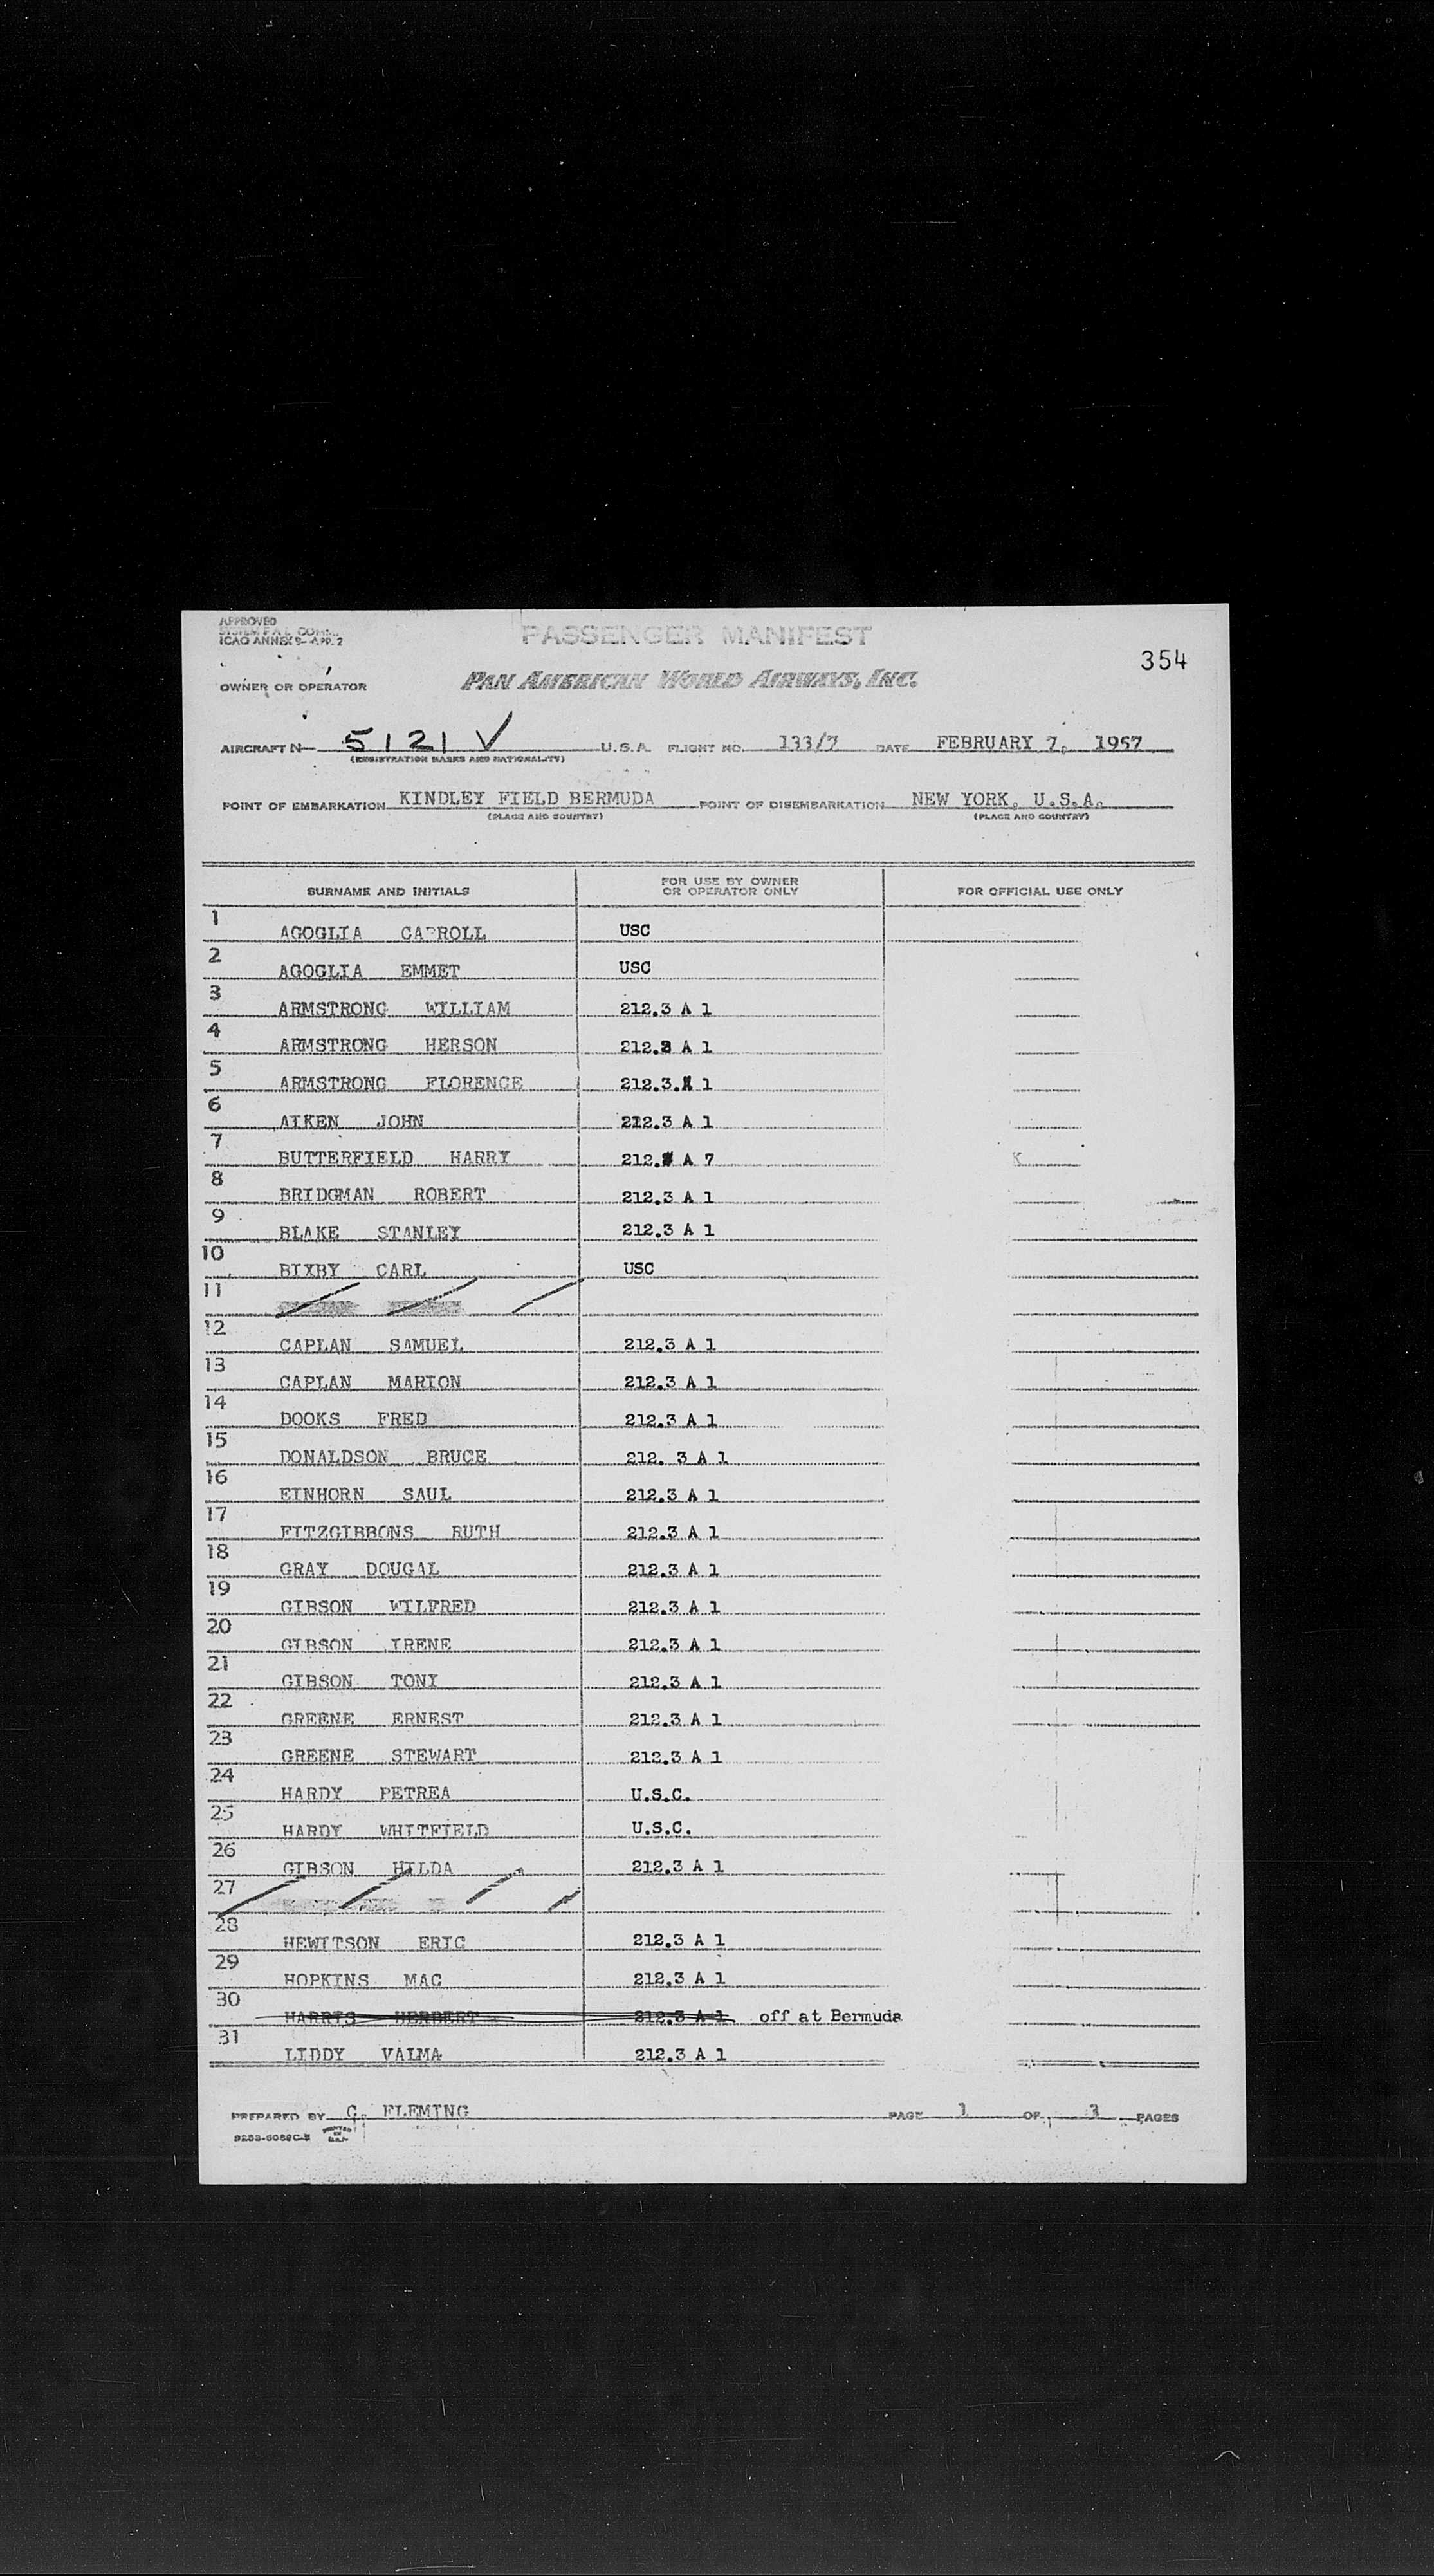 APPROVED
SYSTEM F A L COMM.
ICAO ANNEX 9—APP. 2
PASSENGER MANIFEST
354
OWNER OR OPERATOR PAN AMERICAN WORLD AIRWAYS, INC.
AIRCRAFT N— 5121 V U.S.A. FLIGHT NO. 133/7 DATE FEBRUARY 7, 1957
(REGISTRATION MARKS AND NATIONALITY)
POINT OF EMBARKATION KINDLEY FIELD BERMUDA POINT OF DISEMBARKATION NEW YORK, U.S.A.
(PLACE AND COUNTRY) (PLACE AND COUNTRY)
SURNAME AND INITIALS FOR USE BY OWNER OR OPERATOR ONLY FOR OFFICIAL USE ONLY
1 AGOGLIA CARROLL USC
2 AGOGLIA EMMET USC
3 ARMSTRONG WILLIAM 212.3 A 1
4 ARMSTRONG HERSON 212.3 A 1
5 ARMSTRONG FLORENCE 212.3.A 1
6 AIKEN JOHN 212.3 A 1
7 BUTTERFIELD HARRY 212. A 7 K
8 BRIDGMAN ROBERT 212.3 A 1
9 BLAKE STANLEY 212.3 A 1
10 BIXBY CARL USC
11
12 CAPLAN SAMUEL 212.3 A 1
13 CAPLAN MARION 212.3 A 1
14 DOOKS FRED 212.3 A 1
15 DONALDSON BRUCE 212. 3 A 1
16 EINHORN SAUL 212.3 A 1
17 FITZGIBBONS RUTH 212.3 A 1
18 GRAY DOUGAL 212.3 A 1
19 GIBSON WILFRED 212.3 A 1
20 GIBSON IRENE 212.3 A 1
21 GIBSON TONI 212.3 A 1
22 GREENE ERNEST 212.3 A 1
23 GREENE STEWART 212.3 A 1
24 HARDY PETREA U.S.C.
25 HARDY WHITFIELD U.S.C.
26 GIBSON HILDA 212.3 A 1
27
28 HEWITSON ERIC 212.3 A 1
29 HOPKINS MAC 212.3 A 1
30 HARRIS HERBERT 212.3 A 1 off at Bermuda
31 LIDDY VALMA 212.3 A 1
PREPARED BY C. FLEMING PAGE 1 OF 3 PAGES
PRINTED IN U.S.A.